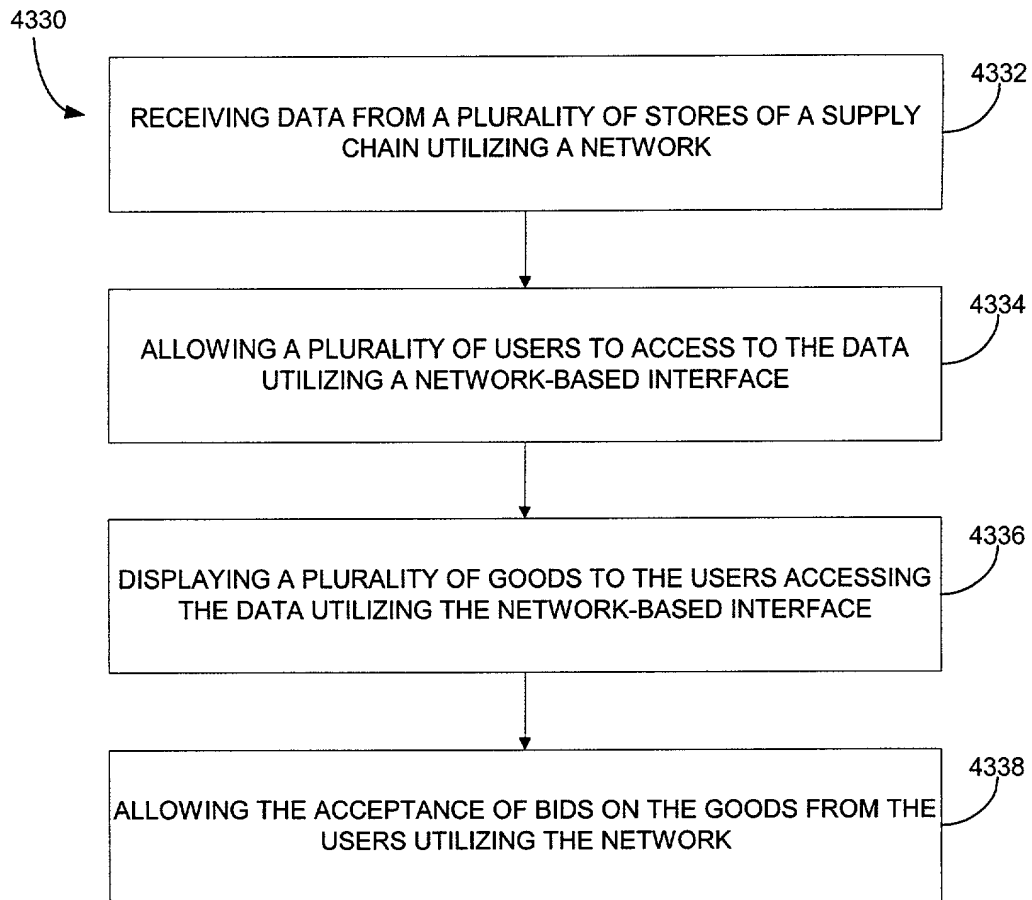 4330
4332
RECEIVING DATA FROM A PLURALITY OF STORES OF A SUPPLY
CHAIN UTILIZING A NETWORK
4334
ALLOWING A PLURALITY OF USERS TO ACCESS TO THE DATA
UTILIZING A NETWORK-BASED INTERFACE
4336
DISPLAYING A PLURALITY OF GOODS TO THE USERS ACCESSING
THE DATA UTILIZING THE NETWORK-BASED INTERFACE
4338
ALLOWING THE ACCEPTANCE OF BIDS ON THE GOODS FROM THE
USERS UTILIZING THE NETWORK